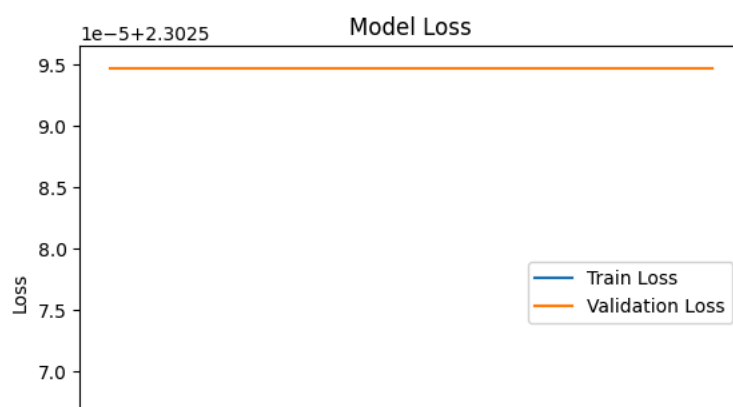 Model Loss
1e−5+2.3025
9.5
9.0
8.5
8.0
7.5
7.0
Loss
Train Loss
Validation Loss